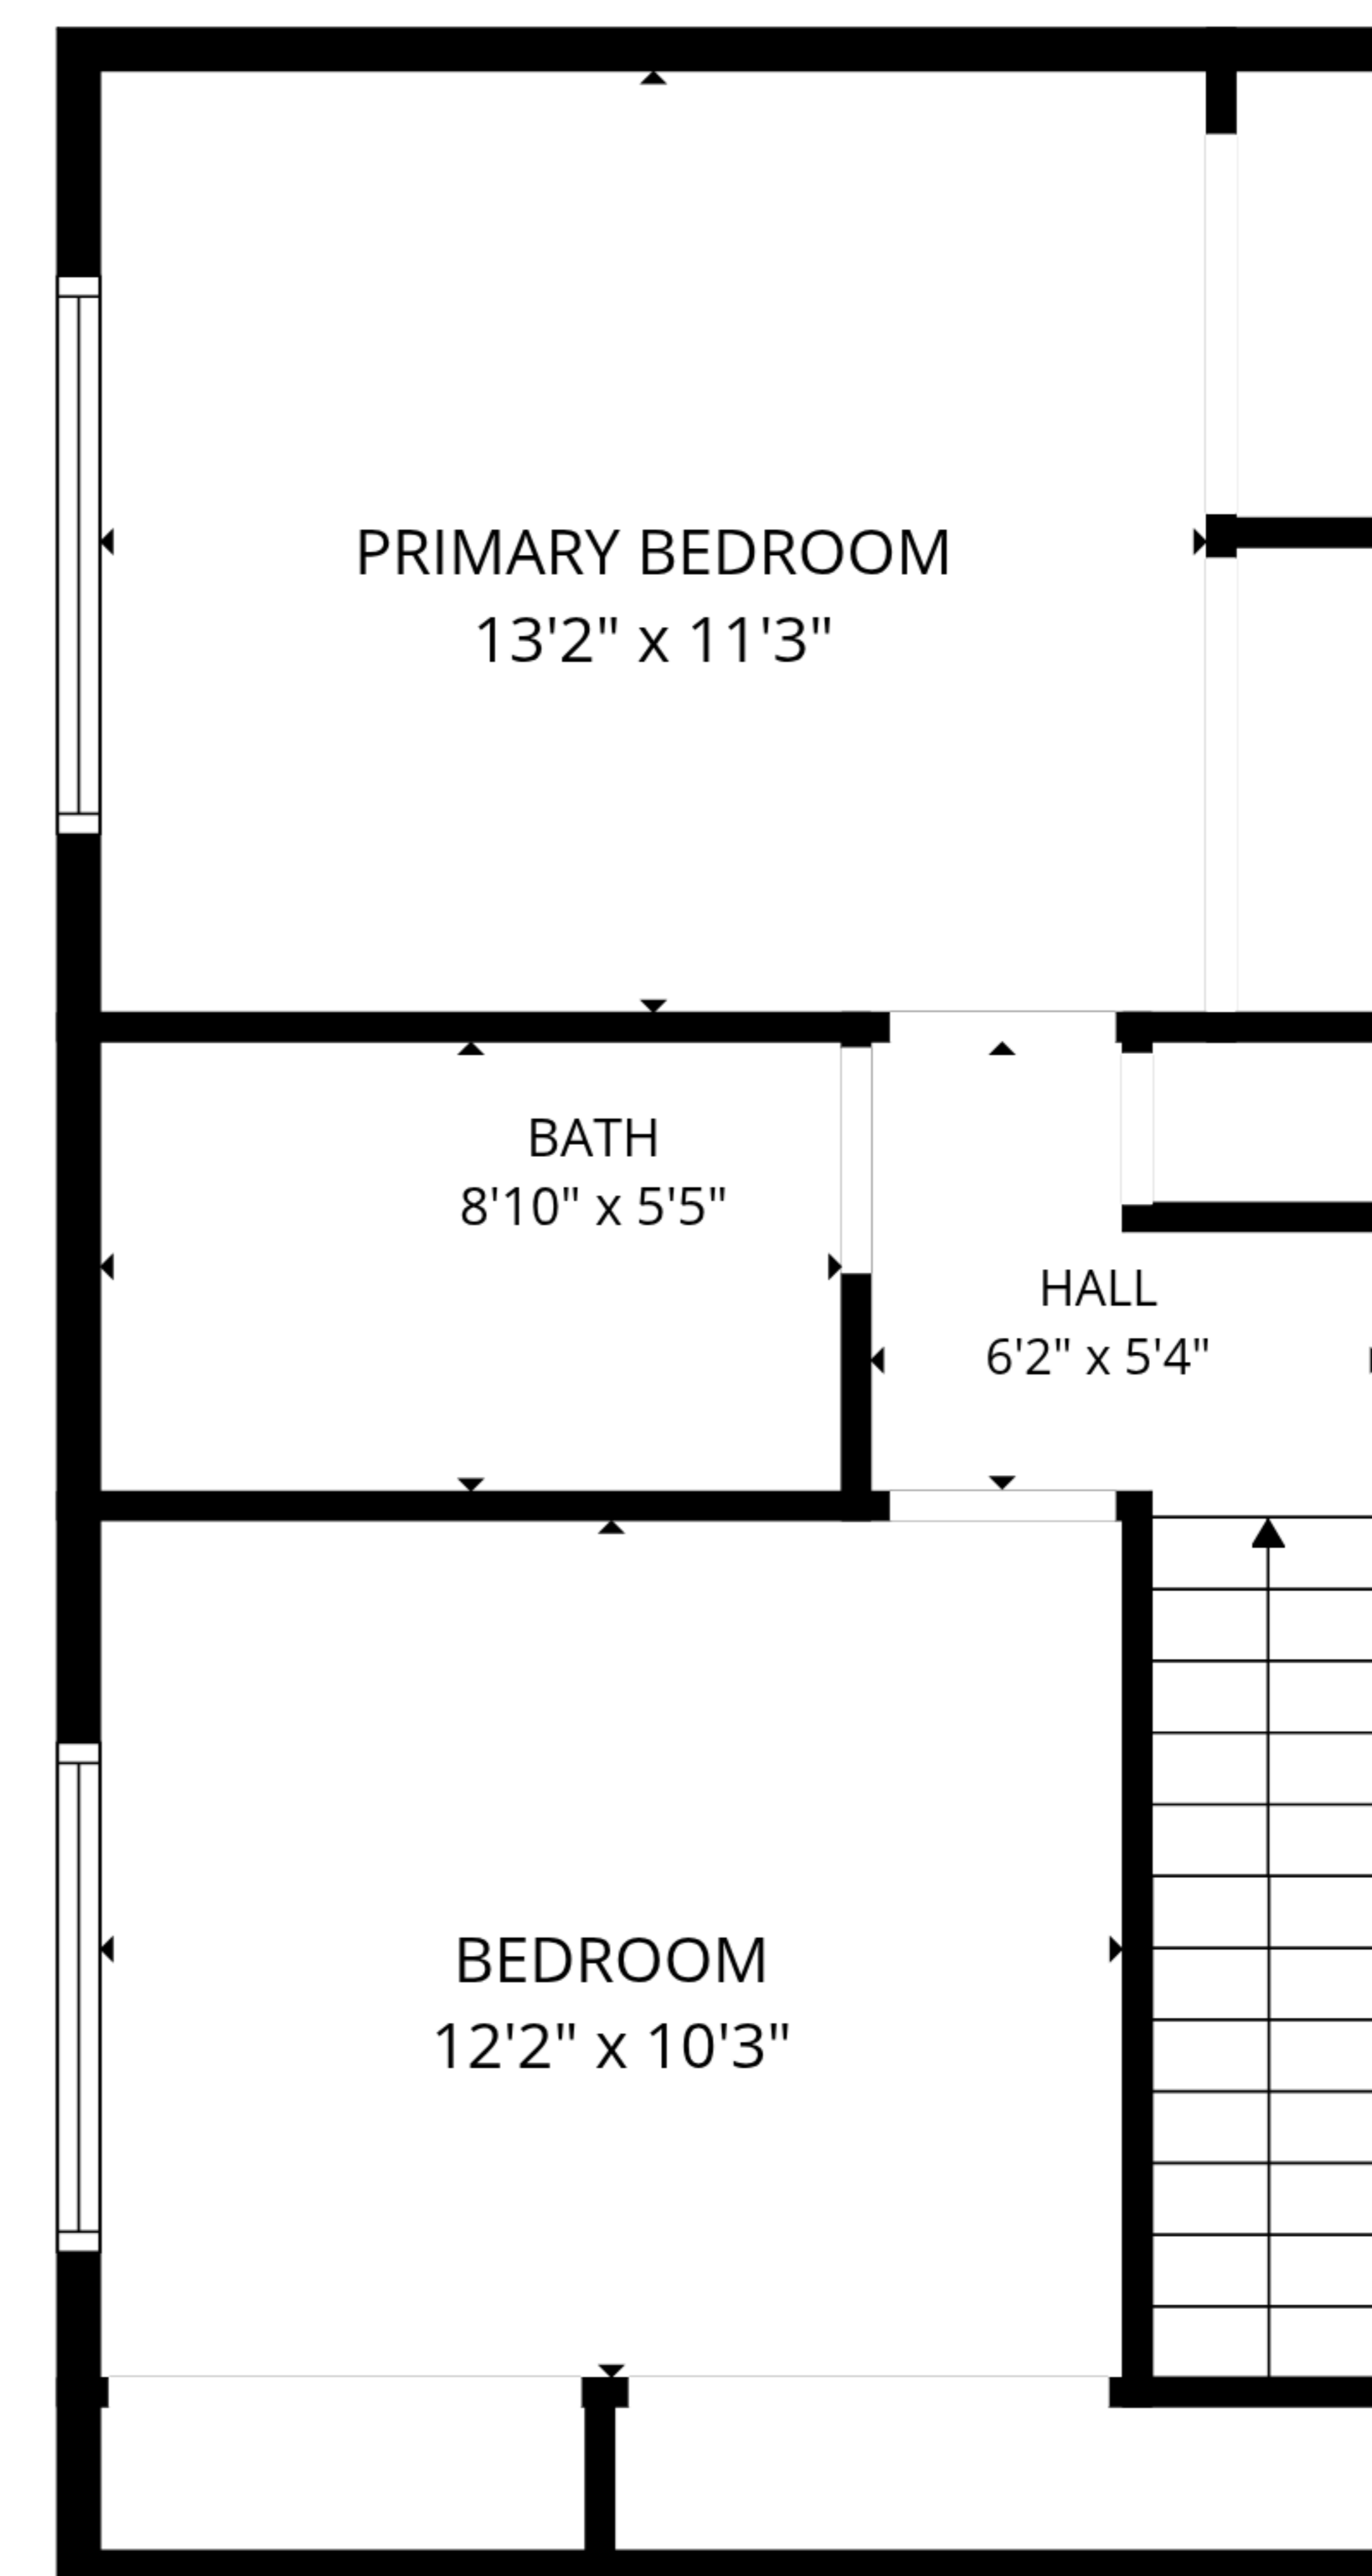 PRIMARY BEDROOM
13'2" x 11'3"
BATH
8'10" x 5'5"
HALL
6'2" x 5'4"
BEDROOM
12'2" x 10'3"